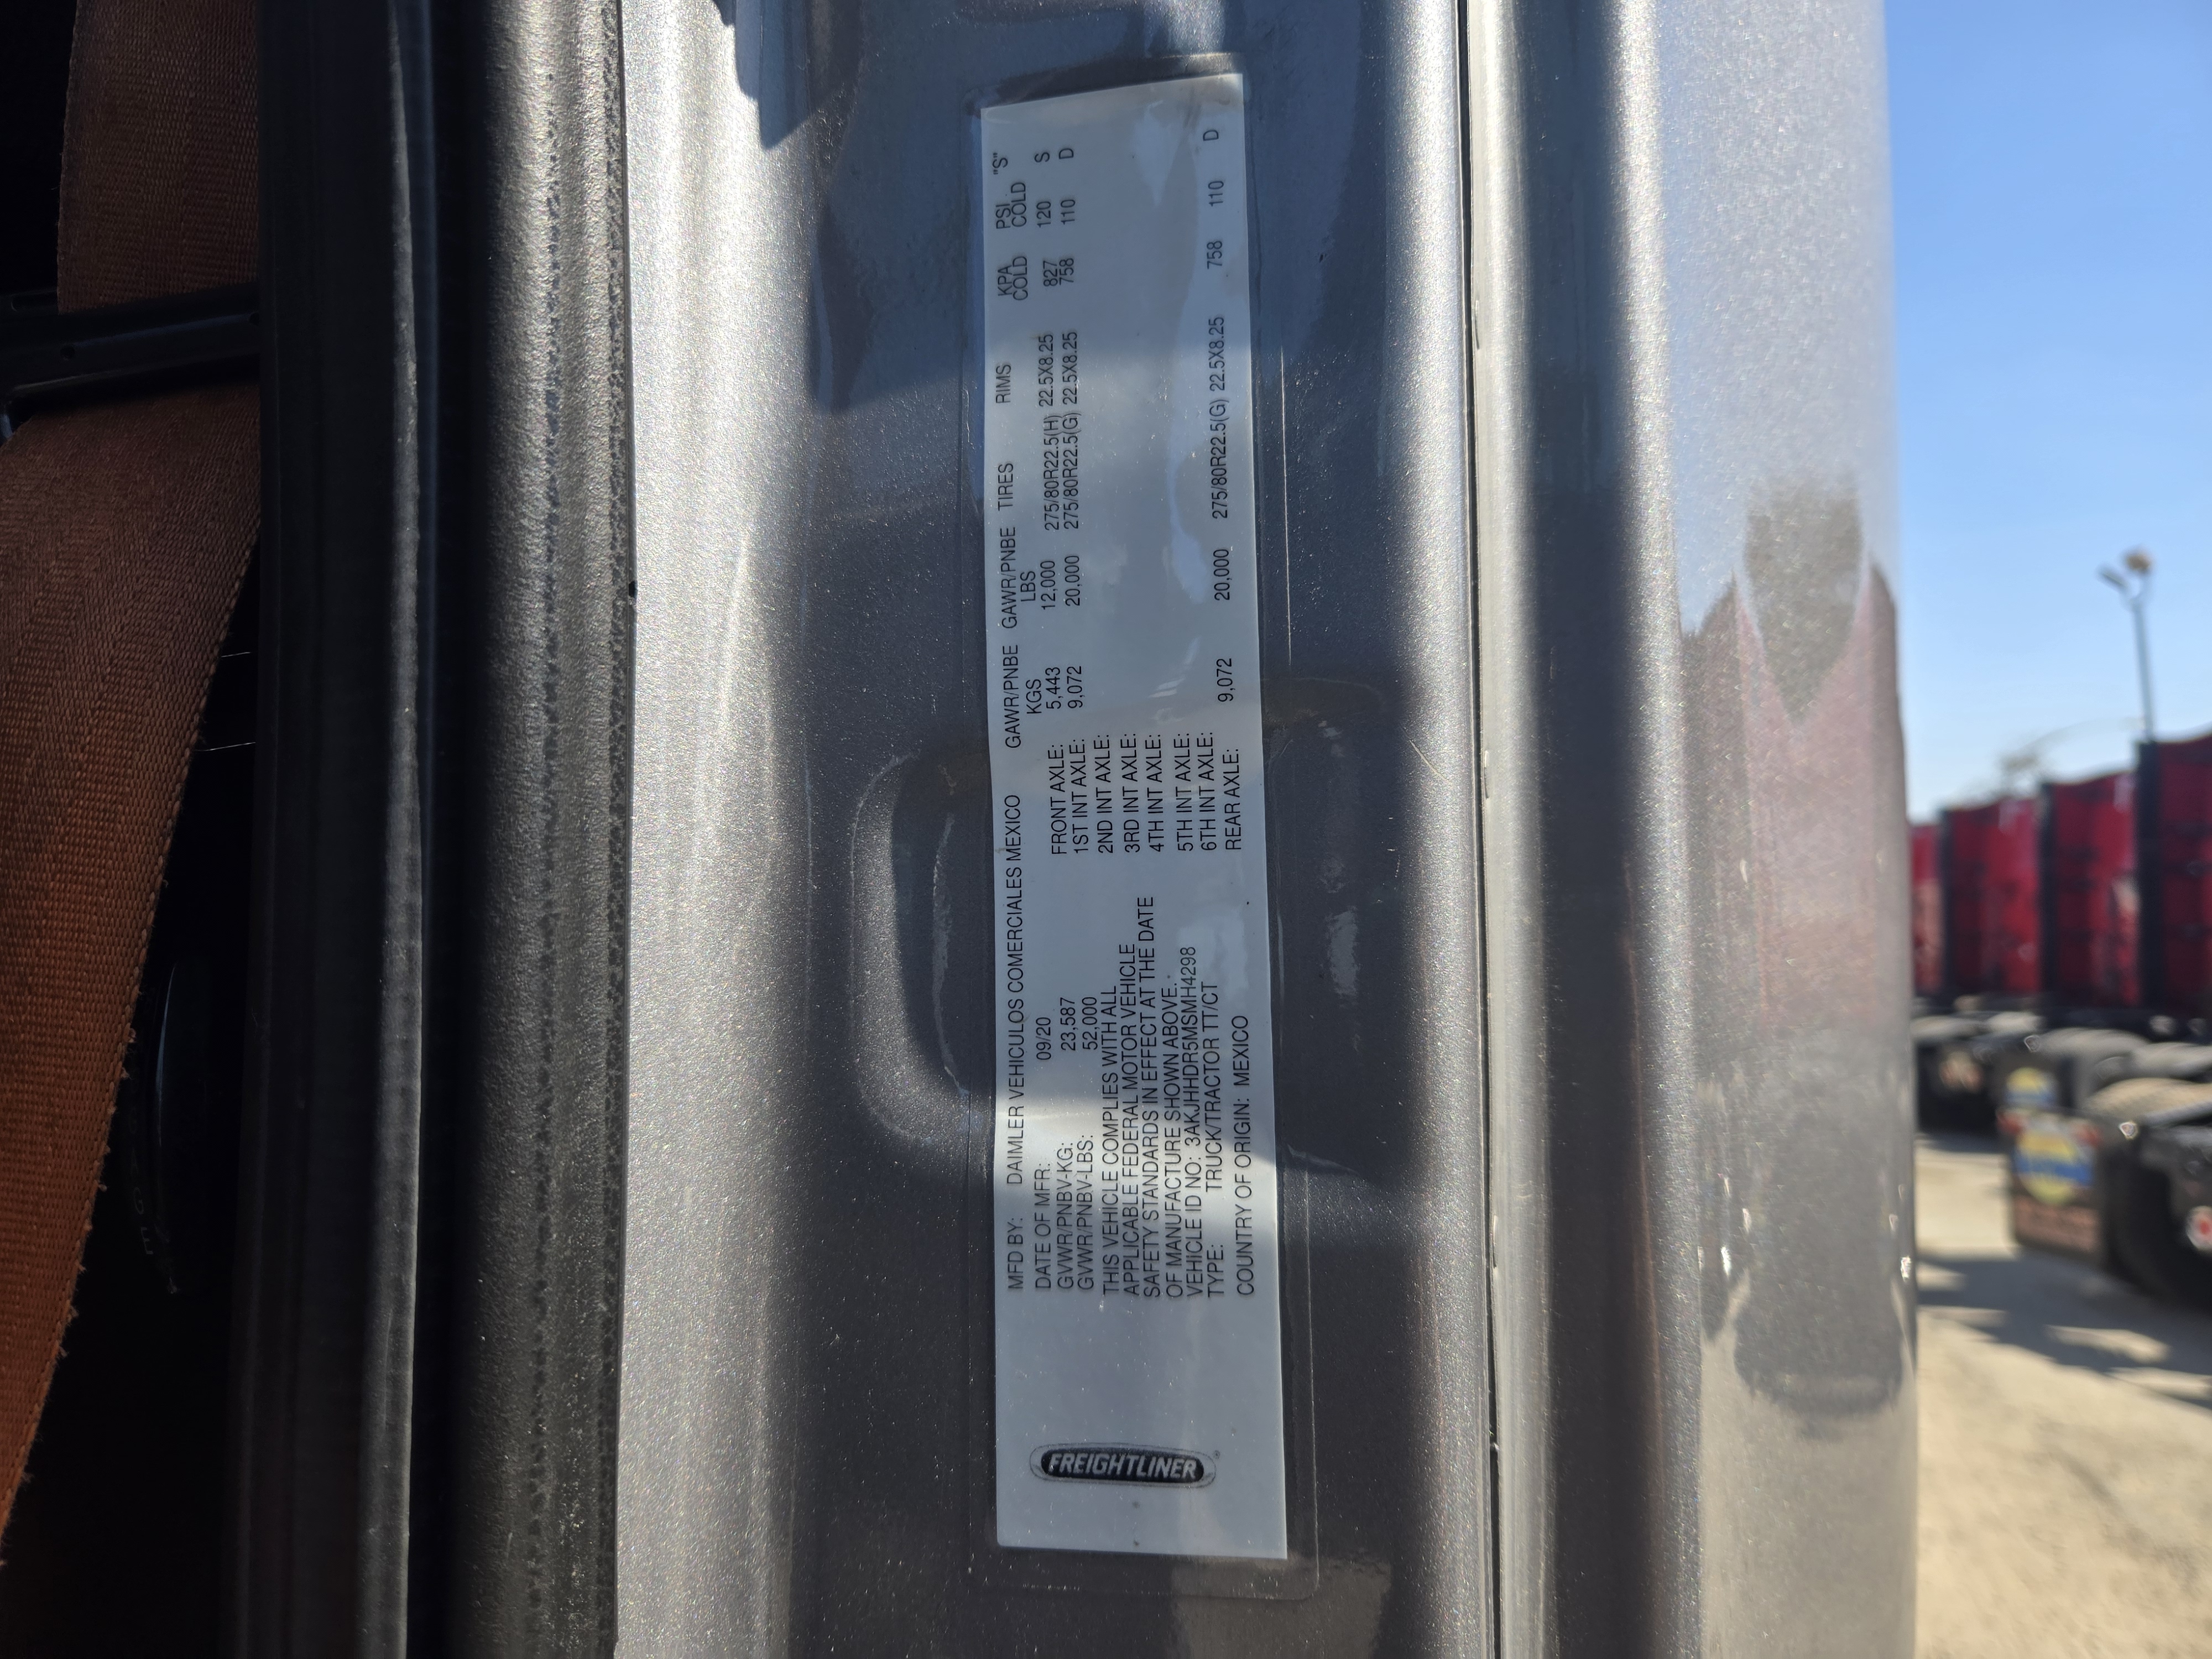 FREIGHTLINER
MFD BY: DAIMLER VEHICULOS COMERCIALES MEXICO
DATE OF MFR: 09/20
GVWR/PNBV-KG: 23,587
GVWR/PNBV-LBS: 52,000
THIS VEHICLE COMPLIES WITH ALL
APPLICABLE FEDERAL MOTOR VEHICLE
SAFETY STANDARDS IN EFFECT AT THE DATE
OF MANUFACTURE SHOWN ABOVE.
VEHICLE ID NO: 3AKJHHDR5MSMH4298
TYPE: TRUCK/TRACTOR TT/CT
COUNTRY OF ORIGIN: MEXICO
GAWR/PNBE GAWR/PNBE TIRES RIMS KPA PSI "S"
KGS LBS COLD COLD
FRONT AXLE: 5,443 12,000 275/80R22.5(H) 22.5X8.25 827 120 S
1ST INT AXLE: 9,072 20,000 275/80R22.5(G) 22.5X8.25 758 110 D
2ND INT AXLE:
3RD INT AXLE:
4TH INT AXLE:
5TH INT AXLE:
6TH INT AXLE:
REAR AXLE: 9,072 20,000 275/80R22.5(G) 22.5X8.25 758 110 D